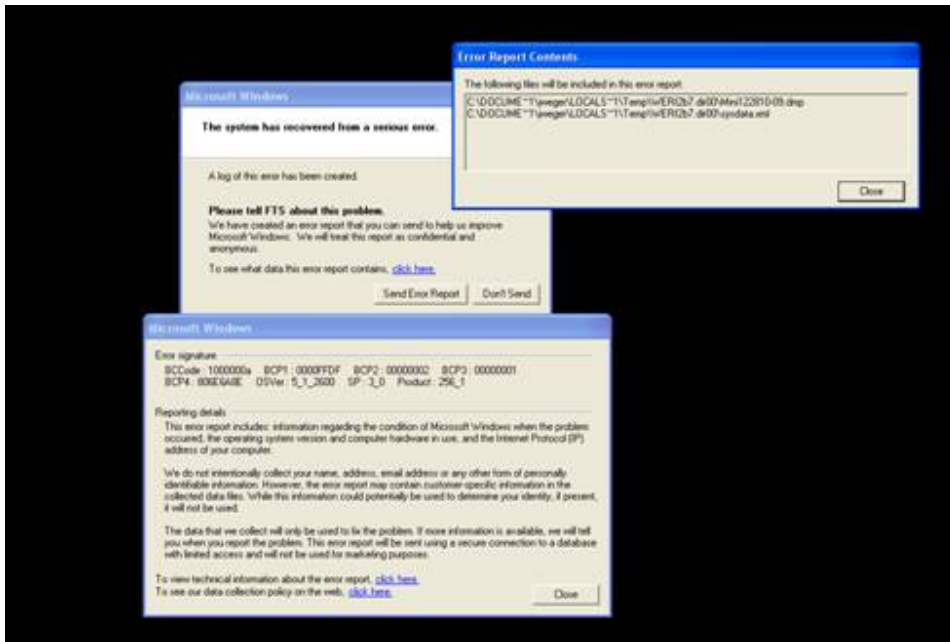 Microsoft Windows
The system has recovered from a serious error.
A log of this error has been created.
Please tell FTS about this problem.
We have created an error report that you can send to help us improve
Microsoft Windows. We will treat this report as confidential and
anonymous.
To see what data this error report contains, click here.
Send Error Report Don't Send
Error Report Contents
The following files will be included in this error report.
C:\DOCUME~1\aweger\LOCALS~1\Temp\WERf2b7.dir00\Mini122810-09.dmp
C:\DOCUME~1\aweger\LOCALS~1\Temp\WERf2b7.dir00\sysdata.xml
Close
Microsoft Windows
Error signature
BCCode : 1000000a BCP1 : 0000FFDF BCP2 : 00000002 BCP3 : 00000001
BCP4 : 806E6A8E OSVer : 5_1_2600 SP : 3_0 Product : 256_1
Reporting details
This error report includes: information regarding the condition of Microsoft Windows when the problem
occurred, the operating system version and computer hardware in use, and the Internet Protocol (IP)
address of your computer.
We do not intentionally collect your name, address, email address or any other form of personally
identifiable information. However, the error report may contain customer-specific information in the
collected data files. While this information could potentially be used to determine your identity, if present,
it will not be used.
The data that we collect will only be used to fix the problem. If more information is available, we will tell
you when you report the problem. This error report will be sent using a secure connection to a database
with limited access and will not be used for marketing purposes.
To view technical information about the error report, click here.
To see our data collection policy on the web, click here.
Close